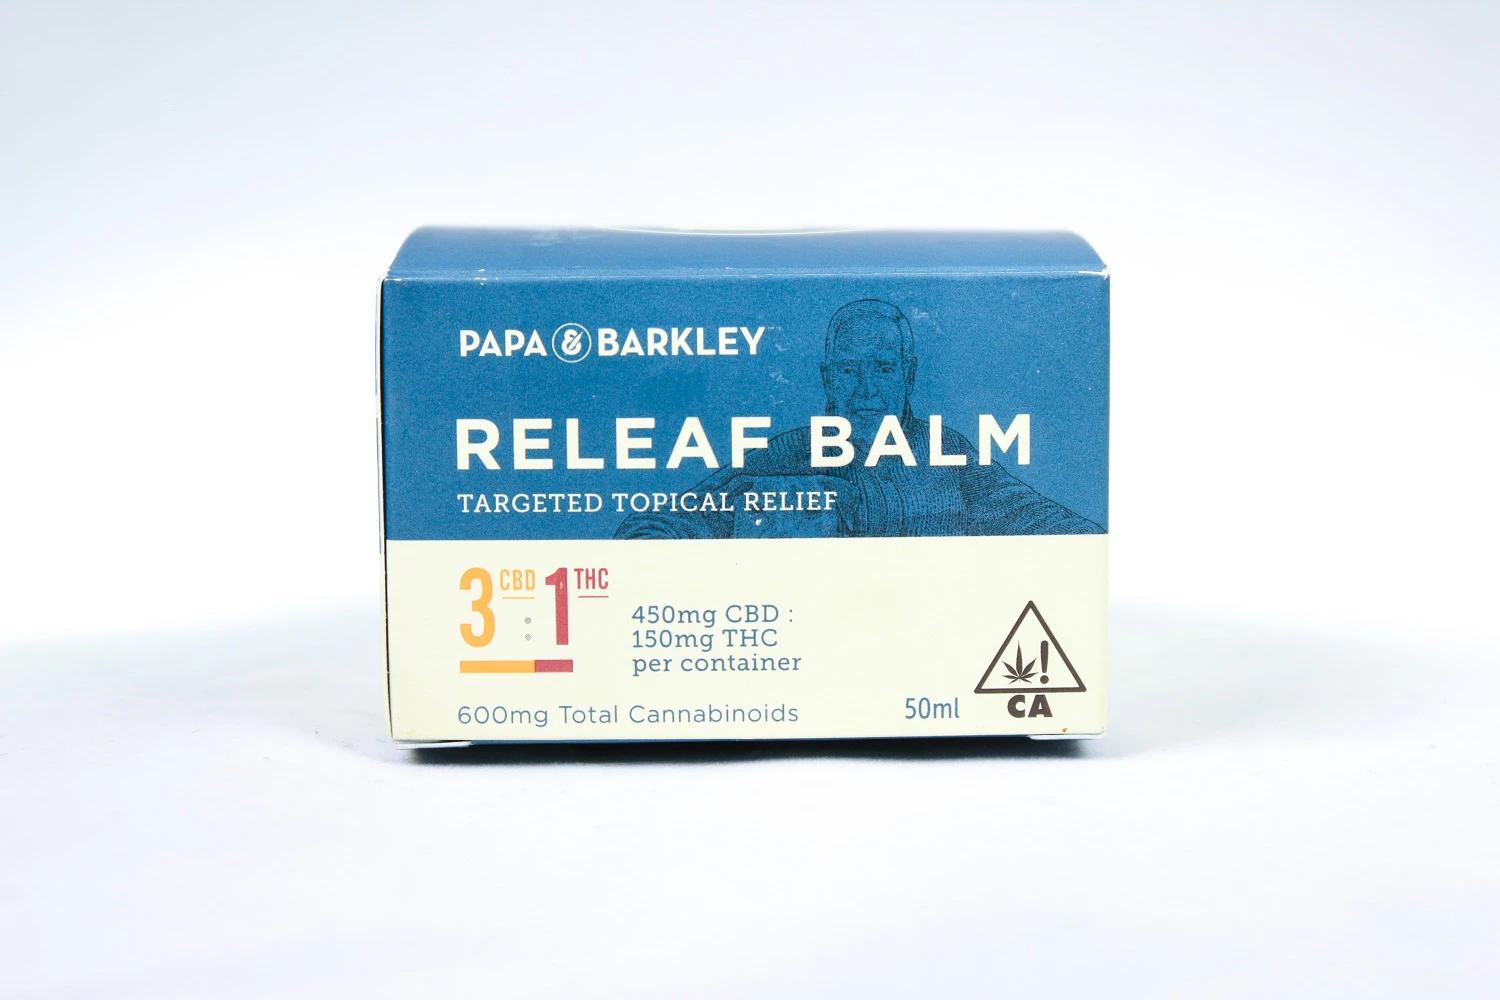 PAPA & BARKLEY
RELEAF BALM
TARGETED TOPICAL RELIEF
3 CBD : 1 THC
450mg CBD :
150mg THC
per container
600mg Total Cannabinoids
50ml
!
CA